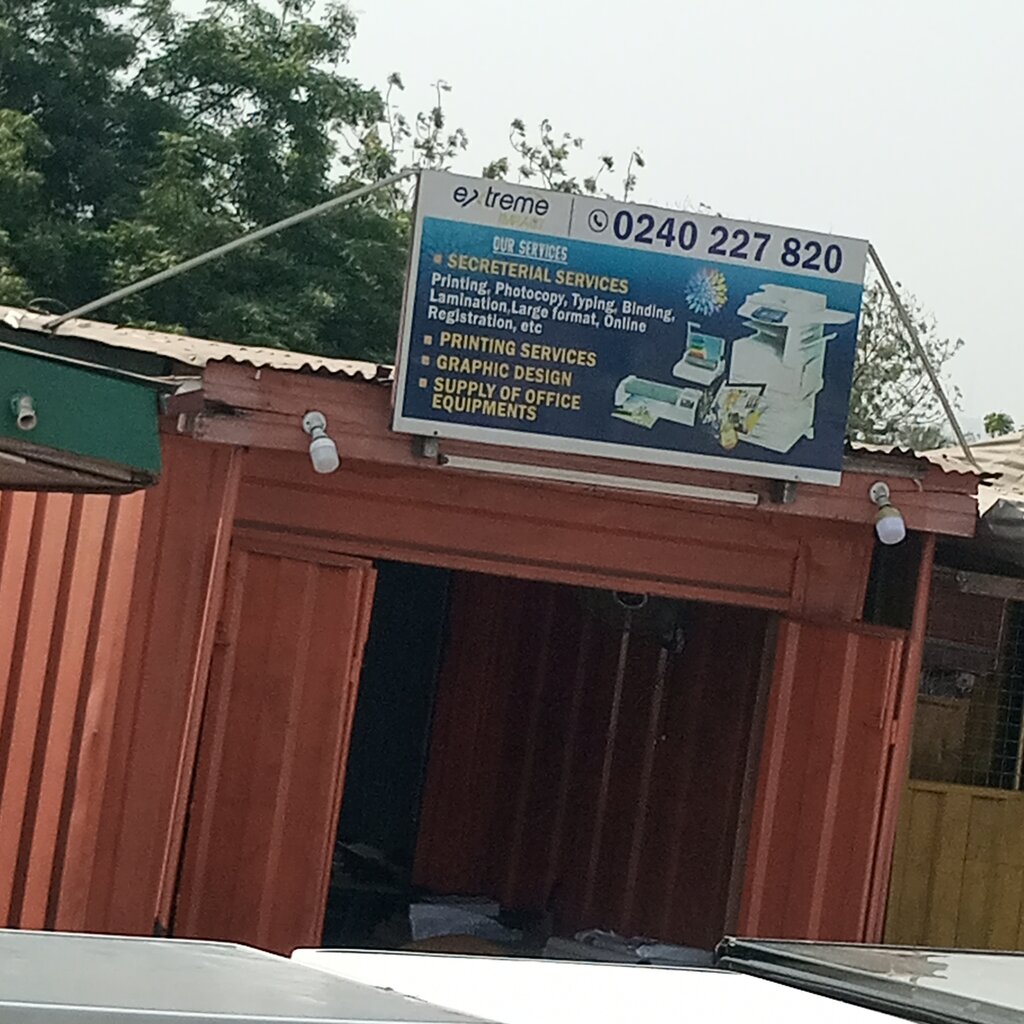 extreme
IMPACT
0240 227 820
OUR SERVICES
SECRETERIAL SERVICES
Printing, Photocopy, Typing, Binding,
Lamination,Large format, Online
Registration, etc
PRINTING SERVICES
GRAPHIC DESIGN
SUPPLY OF OFFICE
EQUIPMENTS